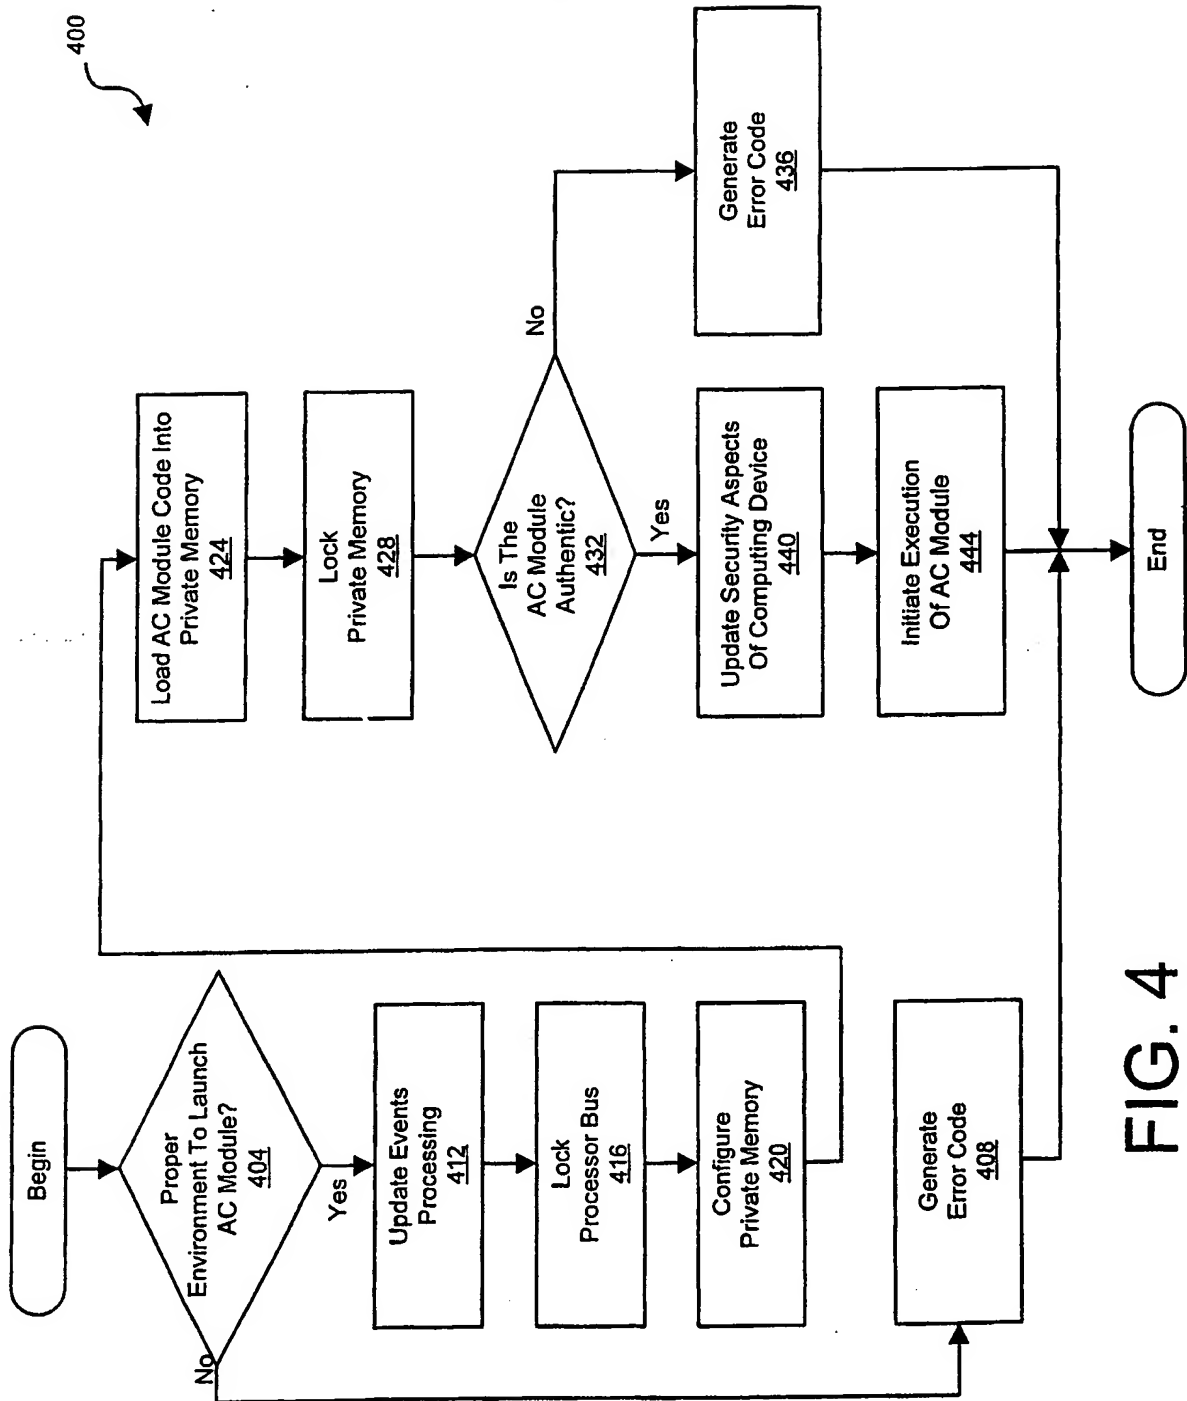 400
Begin
Proper
Environment To Launch
AC Module?
404
No
Yes
Update Events
Processing
412
Lock
Processor Bus
416
Configure
Private Memory
420
Generate
Error Code
408
Load AC Module Code Into
Private Memory
424
Lock
Private Memory
428
Is The
AC Module
Authentic?
432
No
Yes
Generate
Error Code
436
Update Security Aspects
Of Computing Device
440
Initiate Execution
Of AC Module
444
End
FIG. 4